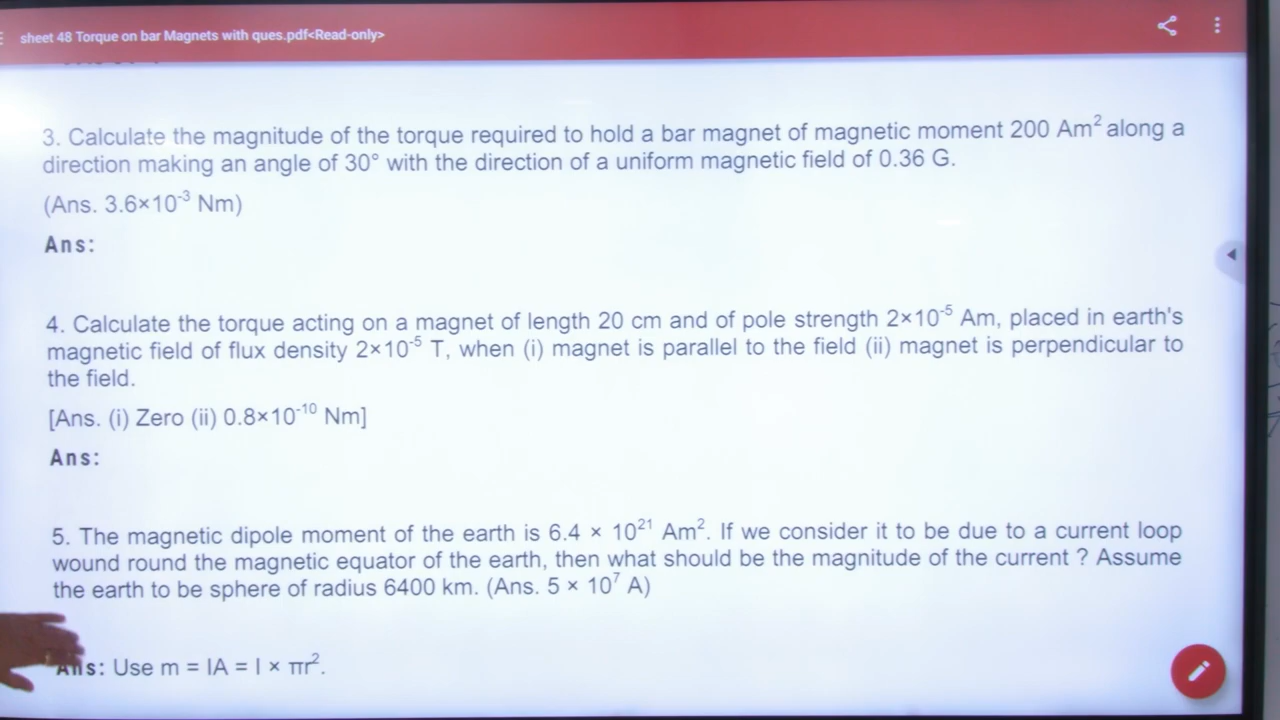 sheet 48 Torque on bar Magnets with ques.pdf<Read-only>
3. Calculate the magnitude of the torque required to hold a bar magnet of magnetic moment 200 Am² along a
direction making an angle of 30° with the direction of a uniform magnetic field of 0.36 G.
(Ans. 3.6×10⁻³ Nm)
Ans:
4. Calculate the torque acting on a magnet of length 20 cm and of pole strength 2×10⁻⁵ Am, placed in earth's
magnetic field of flux density 2×10⁻⁵ T, when (i) magnet is parallel to the field (ii) magnet is perpendicular to
the field.
[Ans. (i) Zero (ii) 0.8×10⁻¹⁰ Nm]
Ans:
5. The magnetic dipole moment of the earth is 6.4 × 10²¹ Am². If we consider it to be due to a current loop
wound round the magnetic equator of the earth, then what should be the magnitude of the current ? Assume
the earth to be sphere of radius 6400 km. (Ans. 5 × 10⁷ A)
Ans: Use m = IA = I × πr².